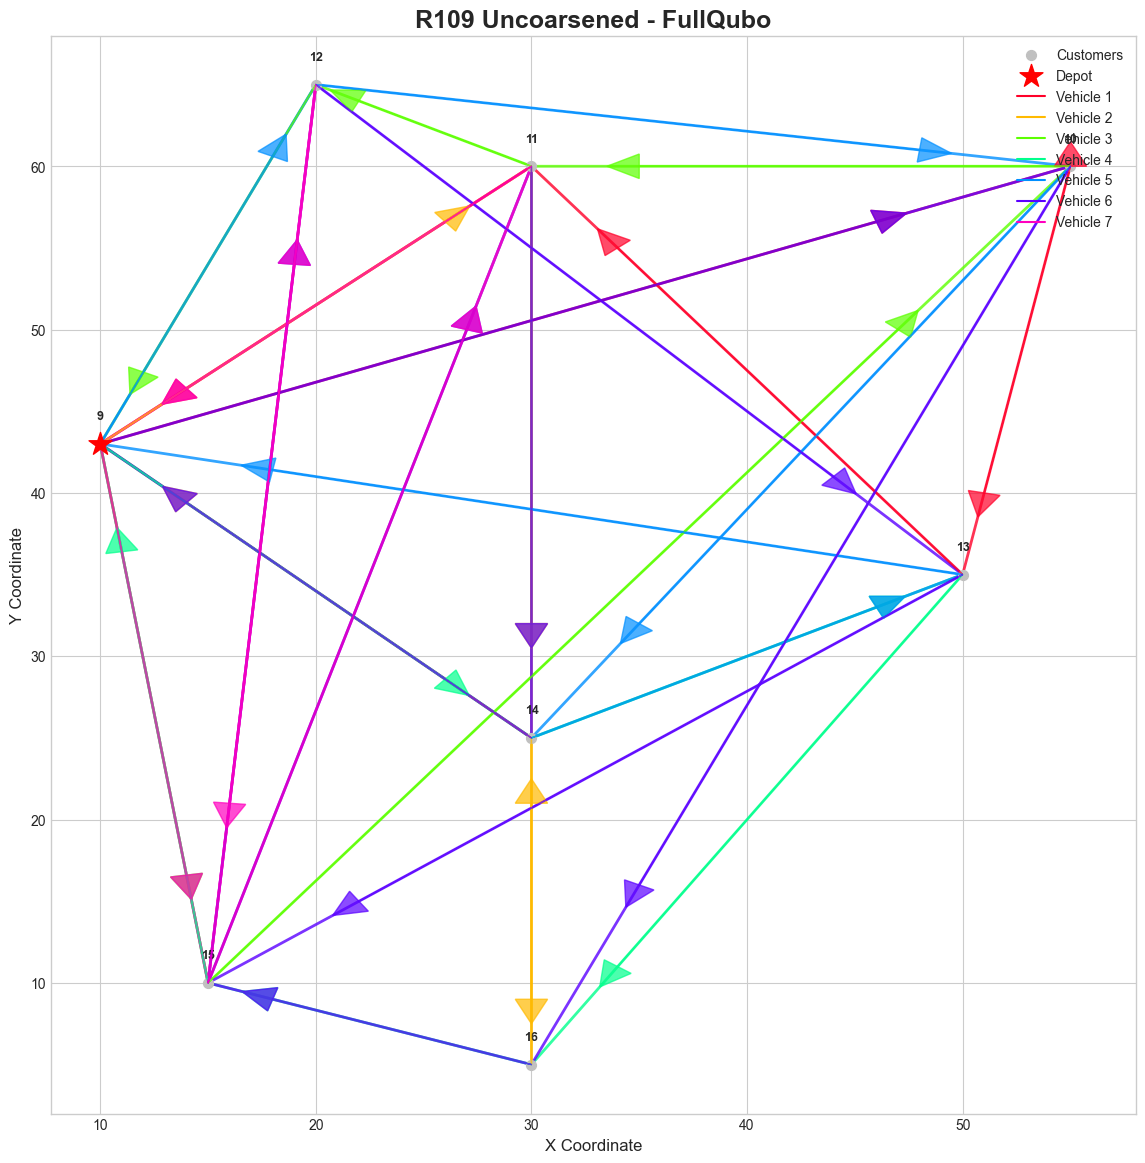 R109 Uncoarsened - FullQubo
Customers
Depot
Vehicle 1
Vehicle 2
Vehicle 3
Vehicle 4
Vehicle 5
Vehicle 6
Vehicle 7
12
11
10
9
13
14
15
16
60
50
40
30
20
10
Y Coordinate
10
20
30
40
50
X Coordinate